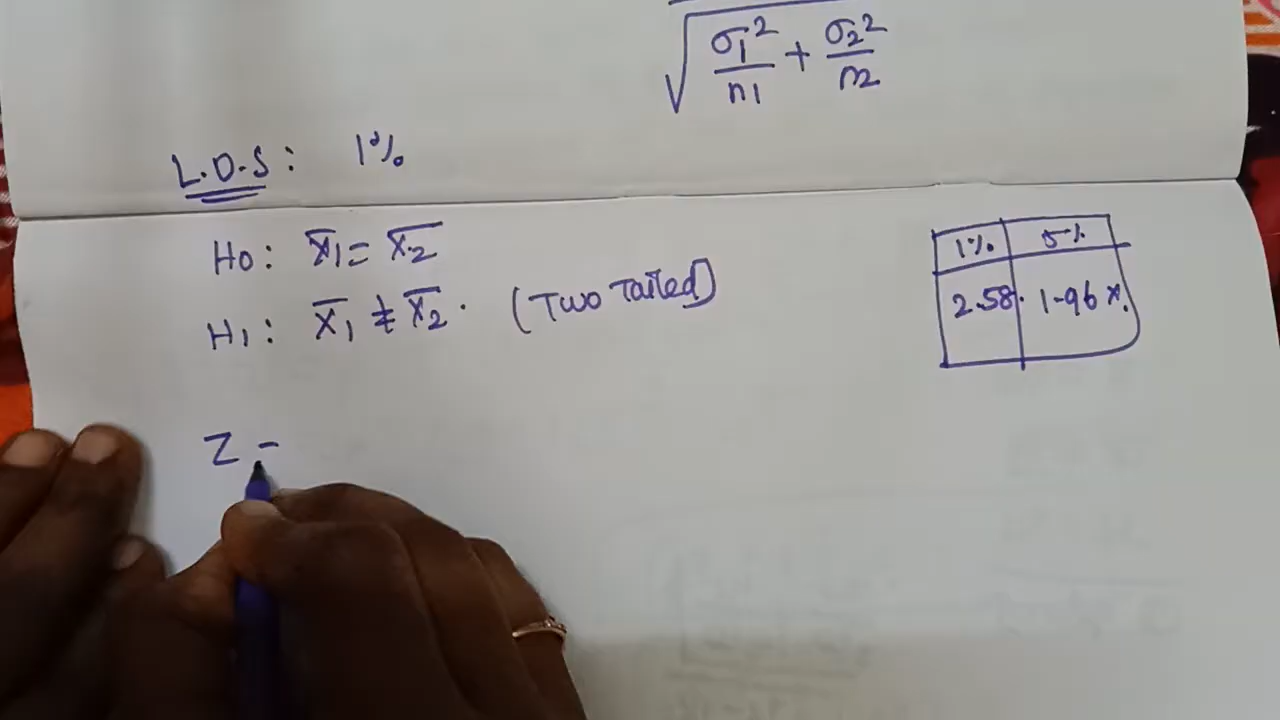 √ σ1²/n1 + σ2²/n2
L.O.S : 1%
H0 : x̄1 = x̄2
H1 : x̄1 ≠ x̄2 . (Two Tailed)
1% 5%
2.58. 1.96 *.
Z =